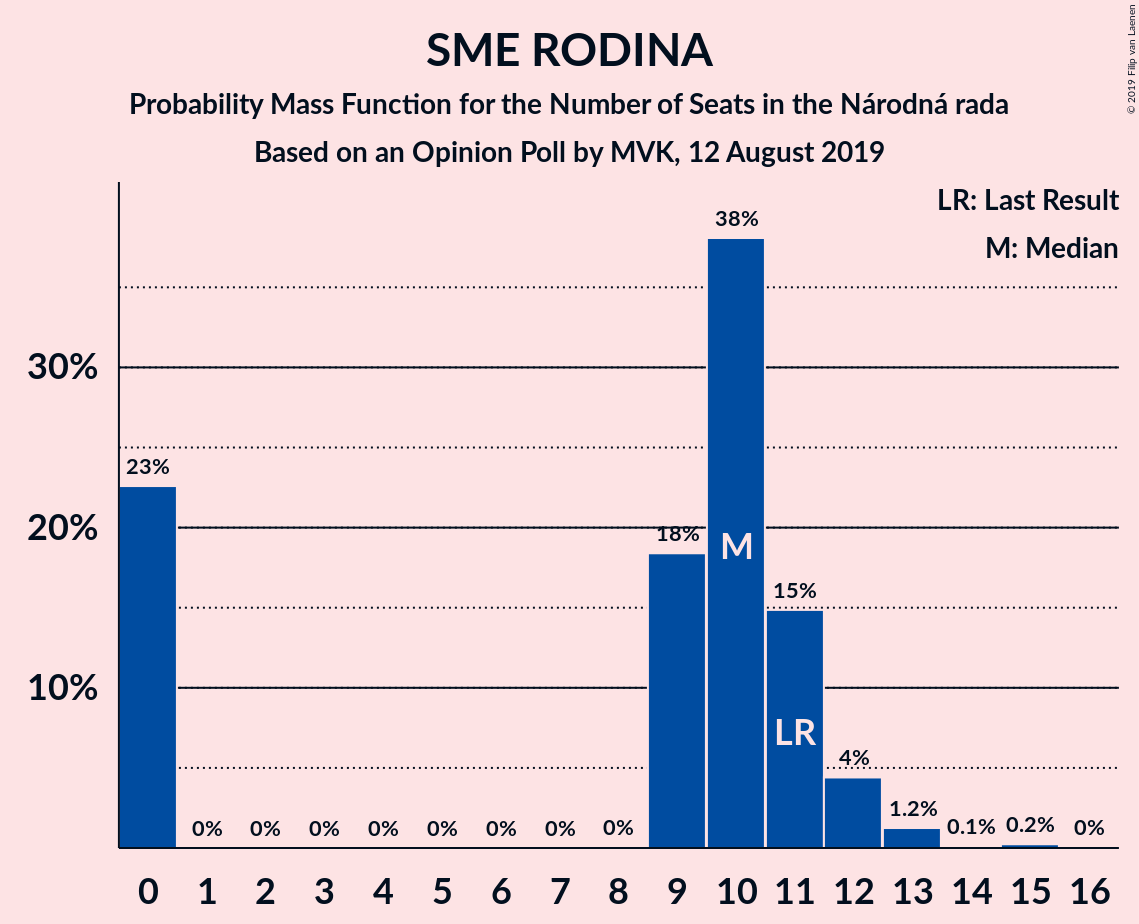 SME RODINA
Probability Mass Function for the Number of Seats in the Národná rada
Based on an Opinion Poll by MVK, 12 August 2019
© 2019 Filip van Laenen
LR: Last Result
M: Median
30%
20%
10%
23%
0%
0%
0%
0%
0%
0%
0%
0%
18%
38%
15%
4%
1.2%
0.1%
0.2%
0%
M
LR
0 1 2 3 4 5 6 7 8 9 10 11 12 13 14 15 16